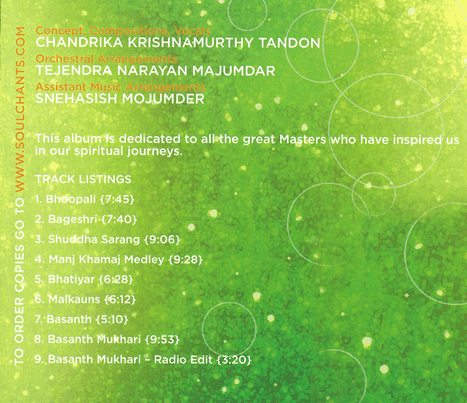 Concept, Compositions, Vocals
CHANDRIKA KRISHNAMURTHY TANDON
Orchestral Arrangements
TEJENDRA NARAYAN MAJUMDAR
Assistant Music Arrangements
SNEHASISH MOJUMDER
This album is dedicated to all the great Masters who have inspired us
in our spiritual journeys.
TRACK LISTINGS
1. Bhoopali {7:45}
2. Bageshri {7:40}
3. Shuddha Sarang {9:06}
4. Manj Khamaj Medley {9:28}
5. Bhatiyar {6:28}
6. Malkauns {6:12}
7. Basanth {5:10}
8. Basanth Mukhari {9:53}
9. Basanth Mukhari – Radio Edit {3:20}
TO ORDER COPIES GO TO WWW.SOULCHANTS.COM